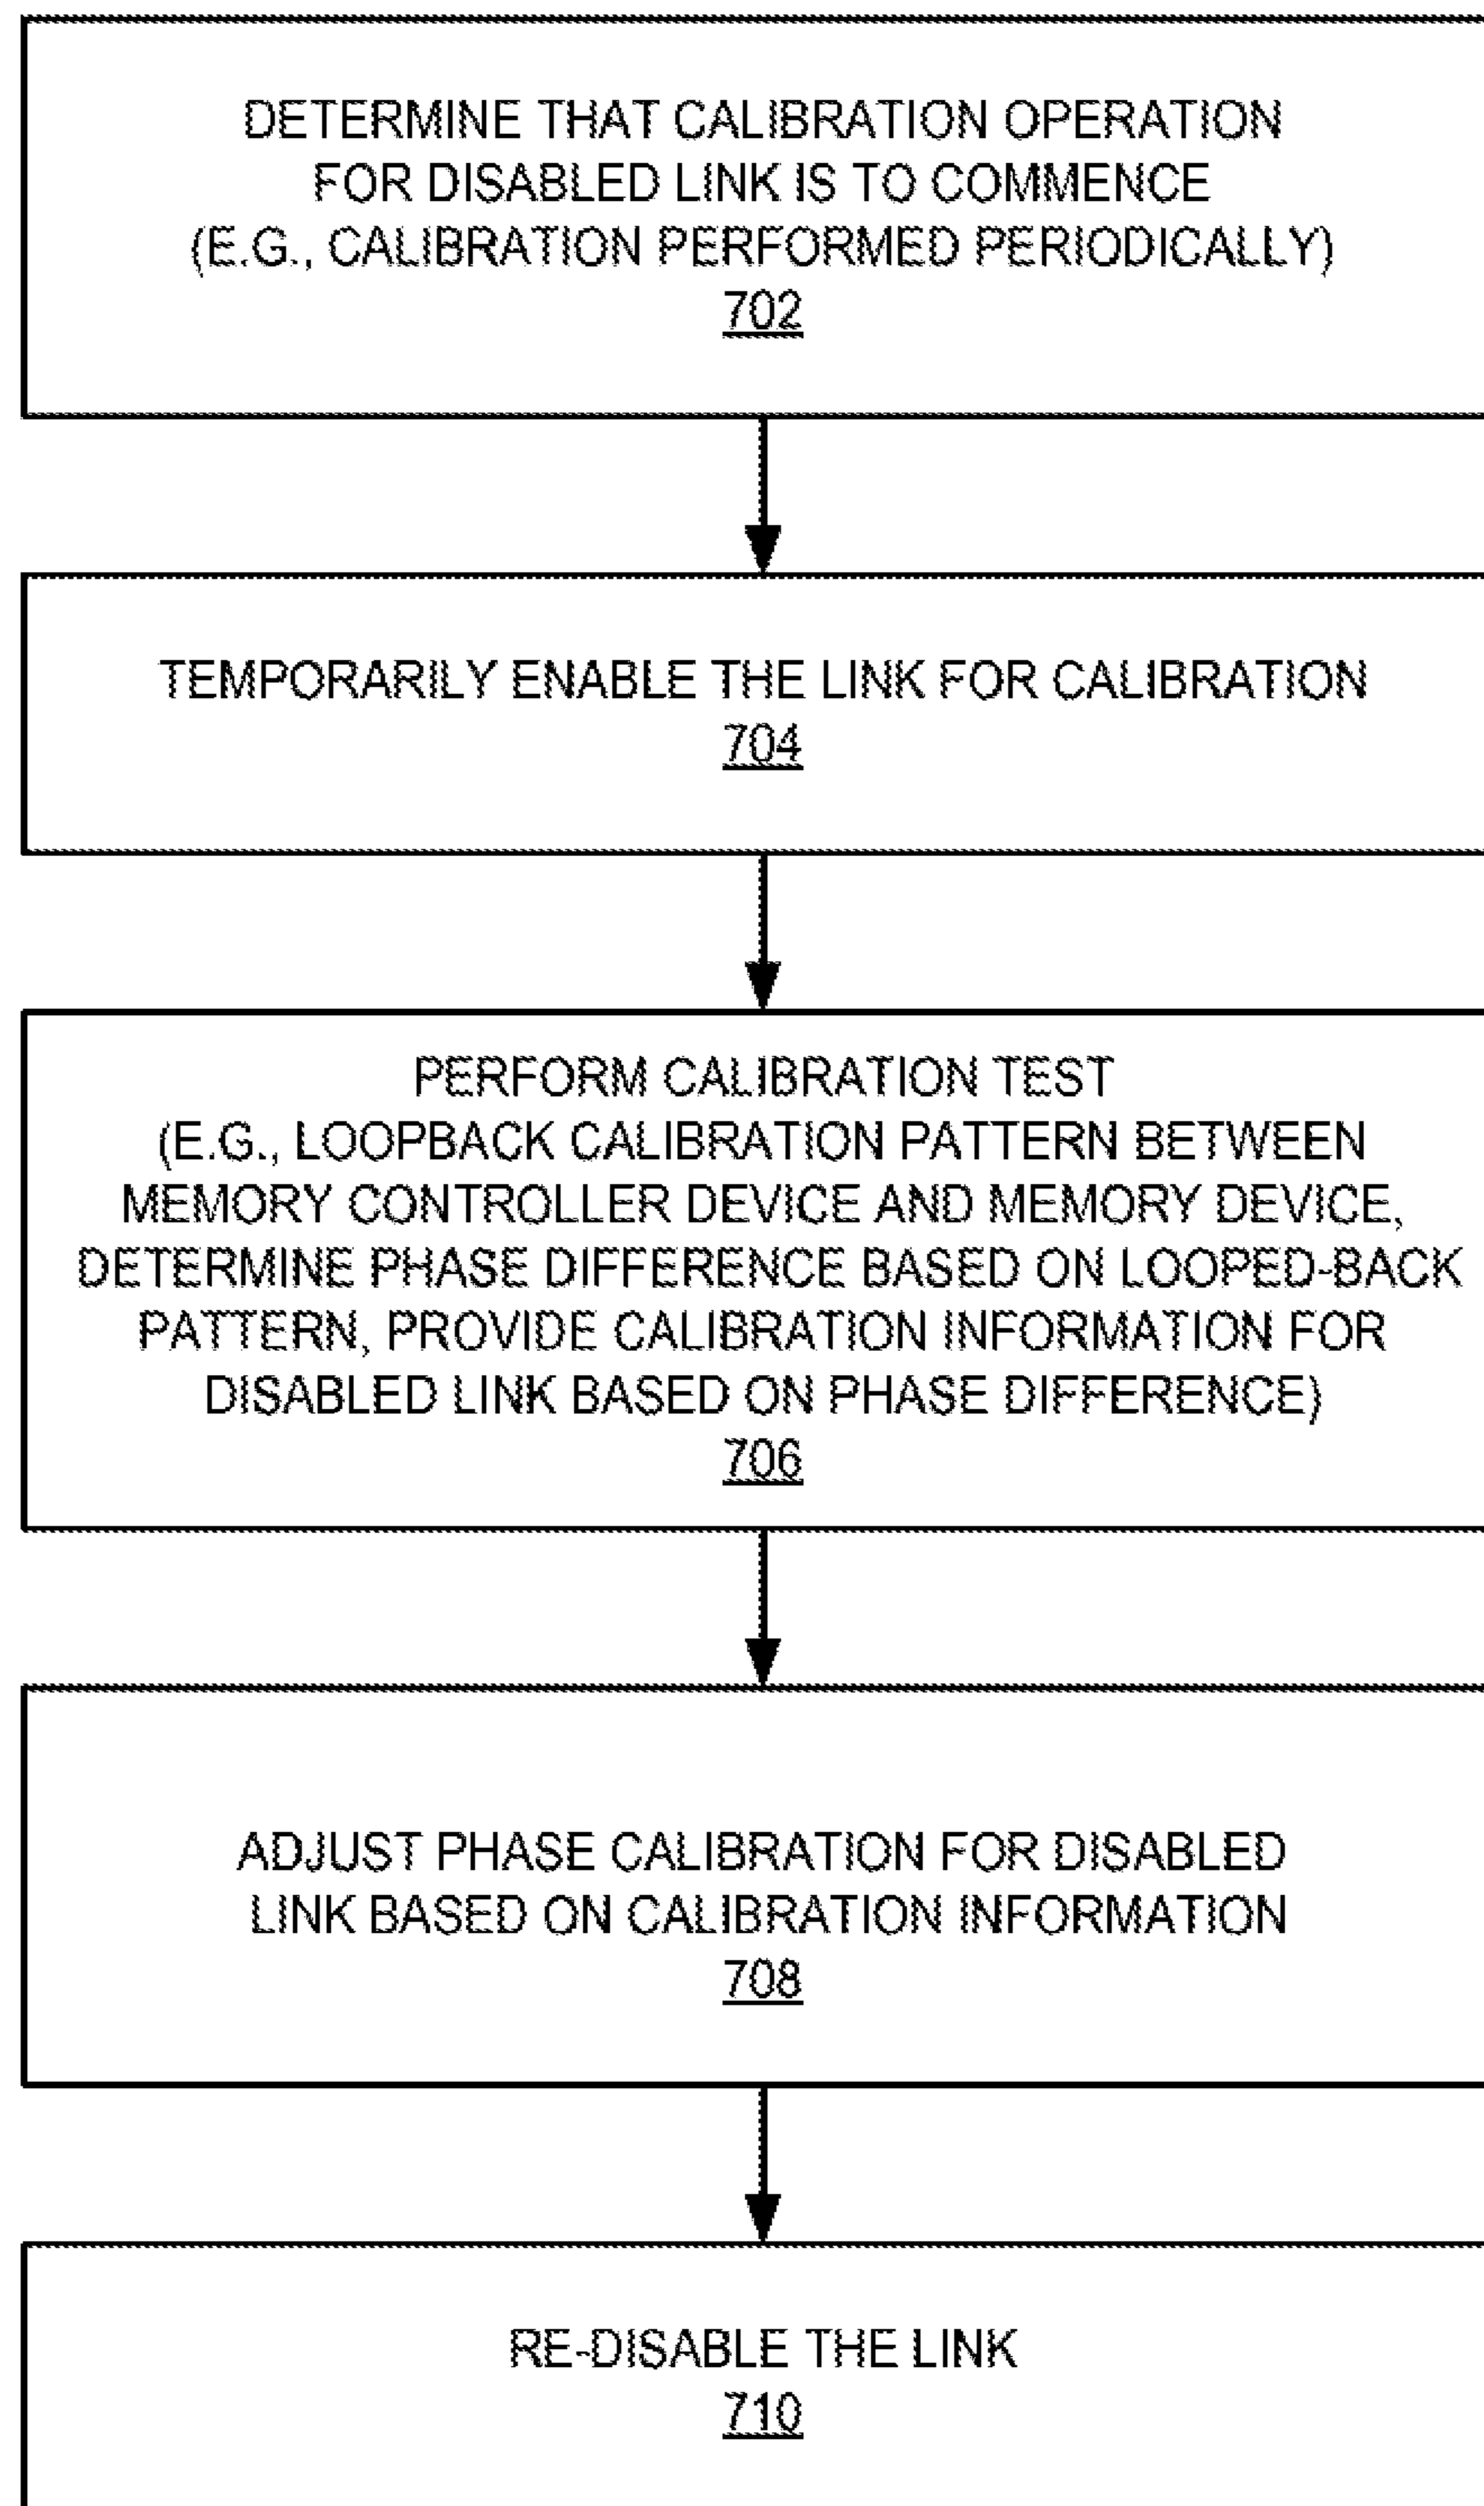 DETERMINE THAT CALIBRATION OPERATION
FOR DISABLED LINK IS TO COMMENCE
(E.G., CALIBRATION PERFORMED PERIODICALLY)
702
TEMPORARILY ENABLE THE LINK FOR CALIBRATION
704
PERFORM CALIBRATION TEST
(E.G., LOOPBACK CALIBRATION PATTERN BETWEEN
MEMORY CONTROLLER DEVICE AND MEMORY DEVICE,
DETERMINE PHASE DIFFERENCE BASED ON LOOPED-BACK
PATTERN, PROVIDE CALIBRATION INFORMATION FOR
DISABLED LINK BASED ON PHASE DIFFERENCE)
706
ADJUST PHASE CALIBRATION FOR DISABLED
LINK BASED ON CALIBRATION INFORMATION
708
RE-DISABLE THE LINK
710